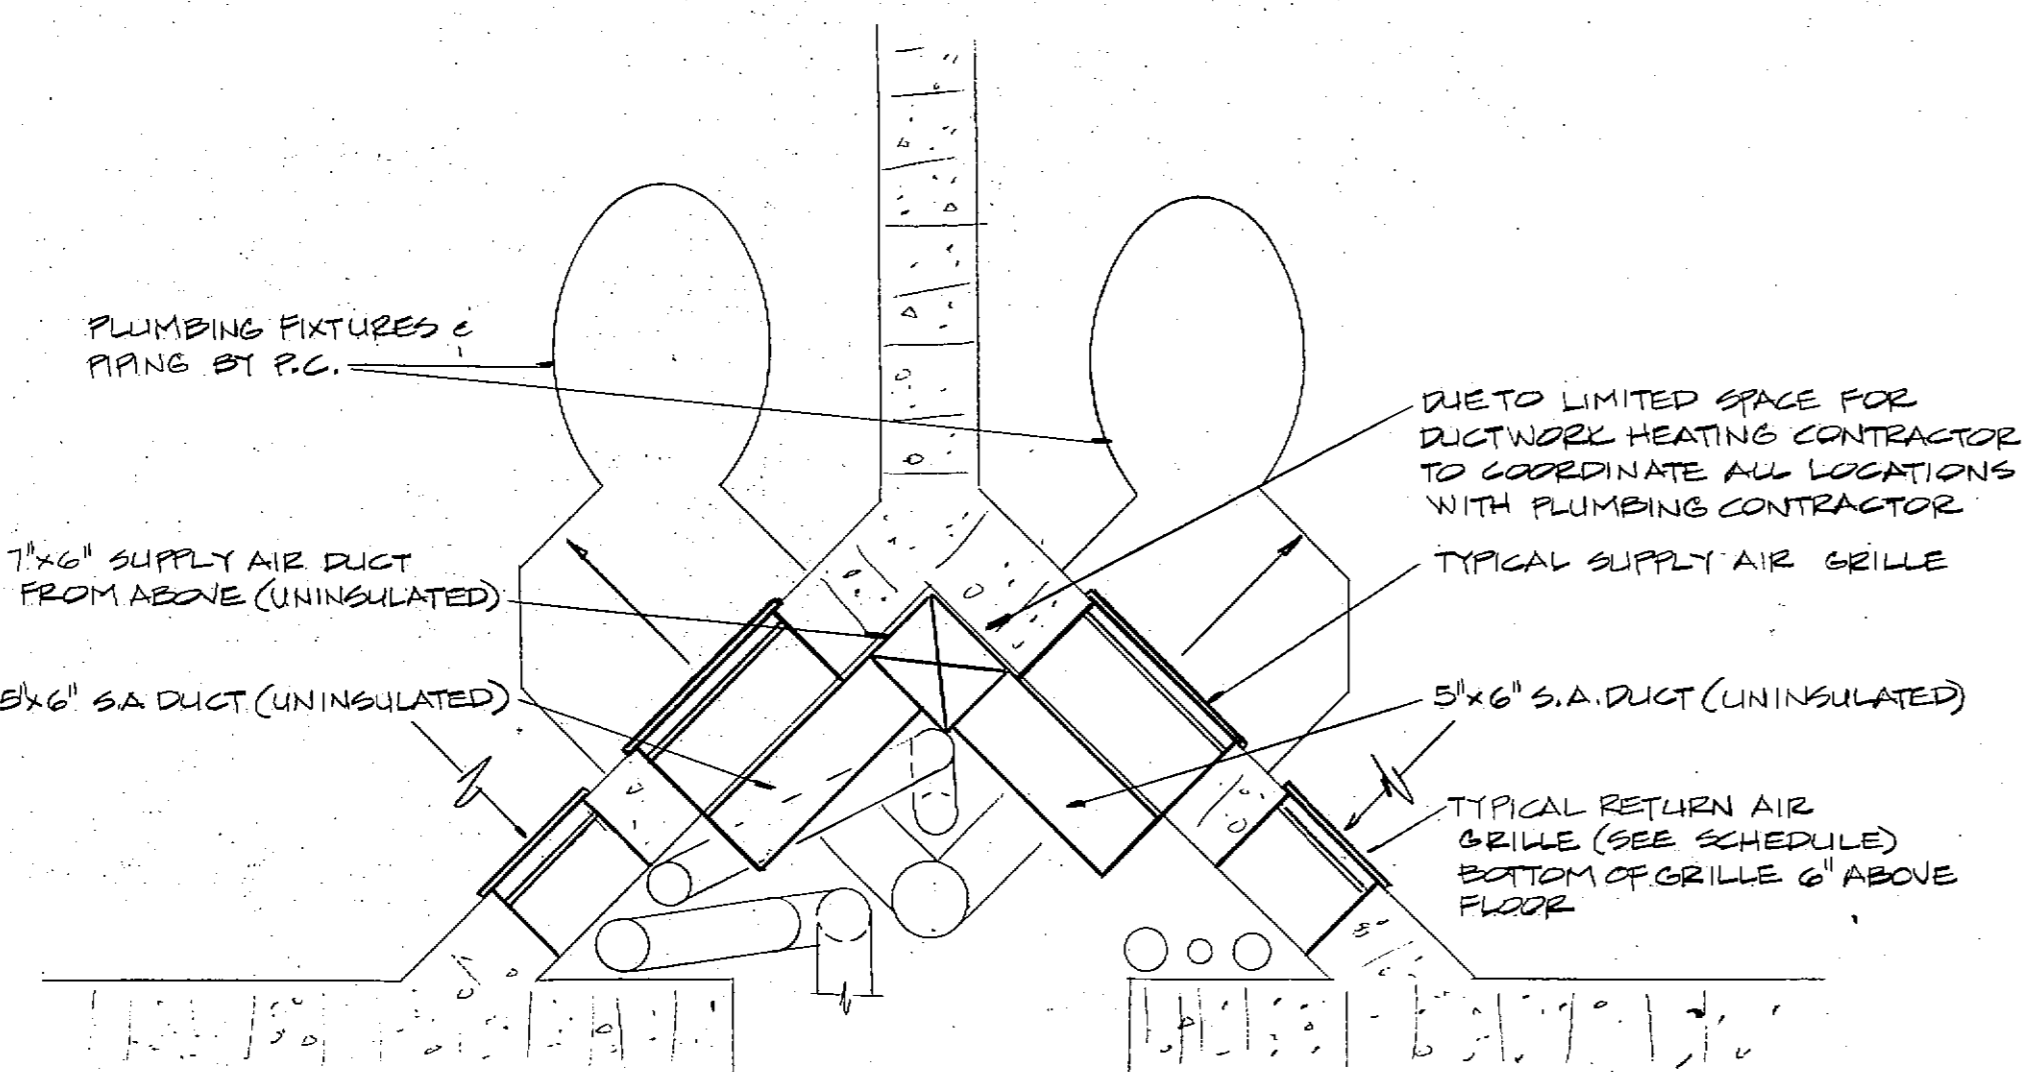 PLUMBING FIXTURES &
PIPING BY P.C.
7"x6" SUPPLY AIR DUCT
FROM ABOVE (UNINSULATED)
5"x6" S.A DUCT (UNINSULATED)
DUE TO LIMITED SPACE FOR
DUCTWORK HEATING CONTRACTOR
TO COORDINATE ALL LOCATIONS
WITH PLUMBING CONTRACTOR
TYPICAL SUPPLY AIR GRILLE
5"x6" S.A. DUCT (UNINSULATED)
TYPICAL RETURN AIR
GRILLE (SEE SCHEDULE)
BOTTOM OF GRILLE 6" ABOVE
FLOOR